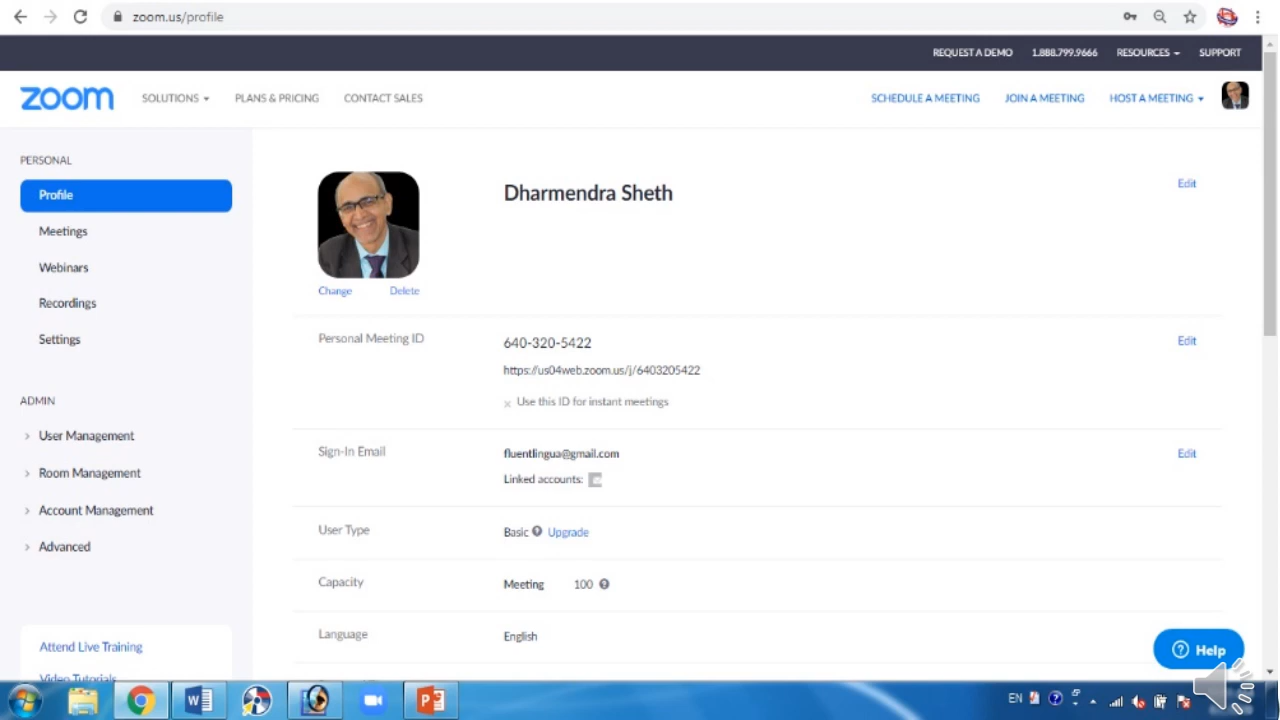 zoom.us/profile
REQUEST A DEMO 1.888.799.9666 RESOURCES SUPPORT
zoom SOLUTIONS PLANS & PRICING CONTACT SALES SCHEDULE A MEETING JOIN A MEETING HOST A MEETING
PERSONAL
Profile
Meetings
Webinars
Recordings
Settings
ADMIN
User Management
Room Management
Account Management
Advanced
Attend Live Training
Video Tutorials
Dharmendra Sheth Edit
Change Delete
Personal Meeting ID 640-320-5422 Edit
https://us04web.zoom.us/j/6403205422
x Use this ID for instant meetings
Sign-In Email fluentlingua@gmail.com Edit
Linked accounts:
User Type Basic Upgrade
Capacity Meeting 100
Language English
Help
EN